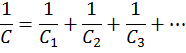 1/C = 1/C₁ + 1/C₂ + 1/C₃ + ⋯